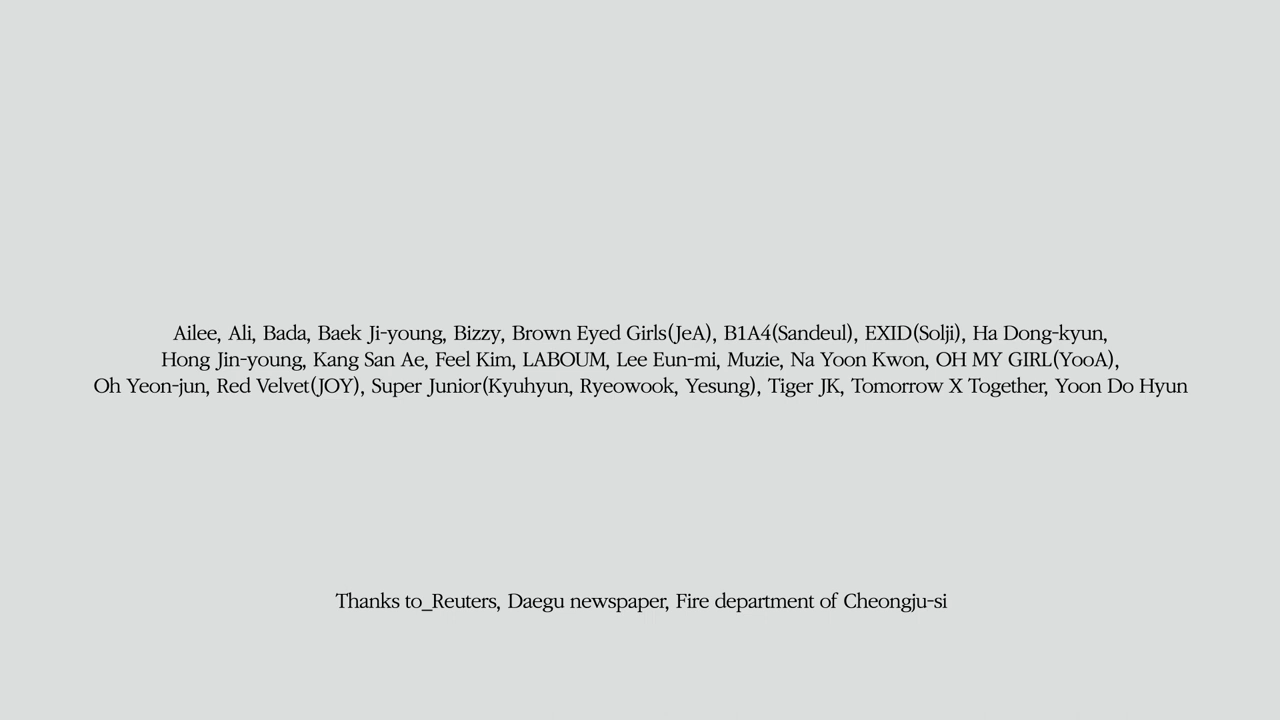 Ailee, Ali, Bada, Baek Ji-young, Bizzy, Brown Eyed Girls(JeA), B1A4(Sandeul), EXID(Solji), Ha Dong-kyun,
Hong Jin-young, Kang San Ae, Feel Kim, LABOUM, Lee Eun-mi, Muzie, Na Yoon Kwon, OH MY GIRL(YooA),
Oh Yeon-jun, Red Velvet(JOY), Super Junior(Kyuhyun, Ryeowook, Yesung), Tiger JK, Tomorrow X Together, Yoon Do Hyun
Thanks to_Reuters, Daegu newspaper, Fire department of Cheongju-si